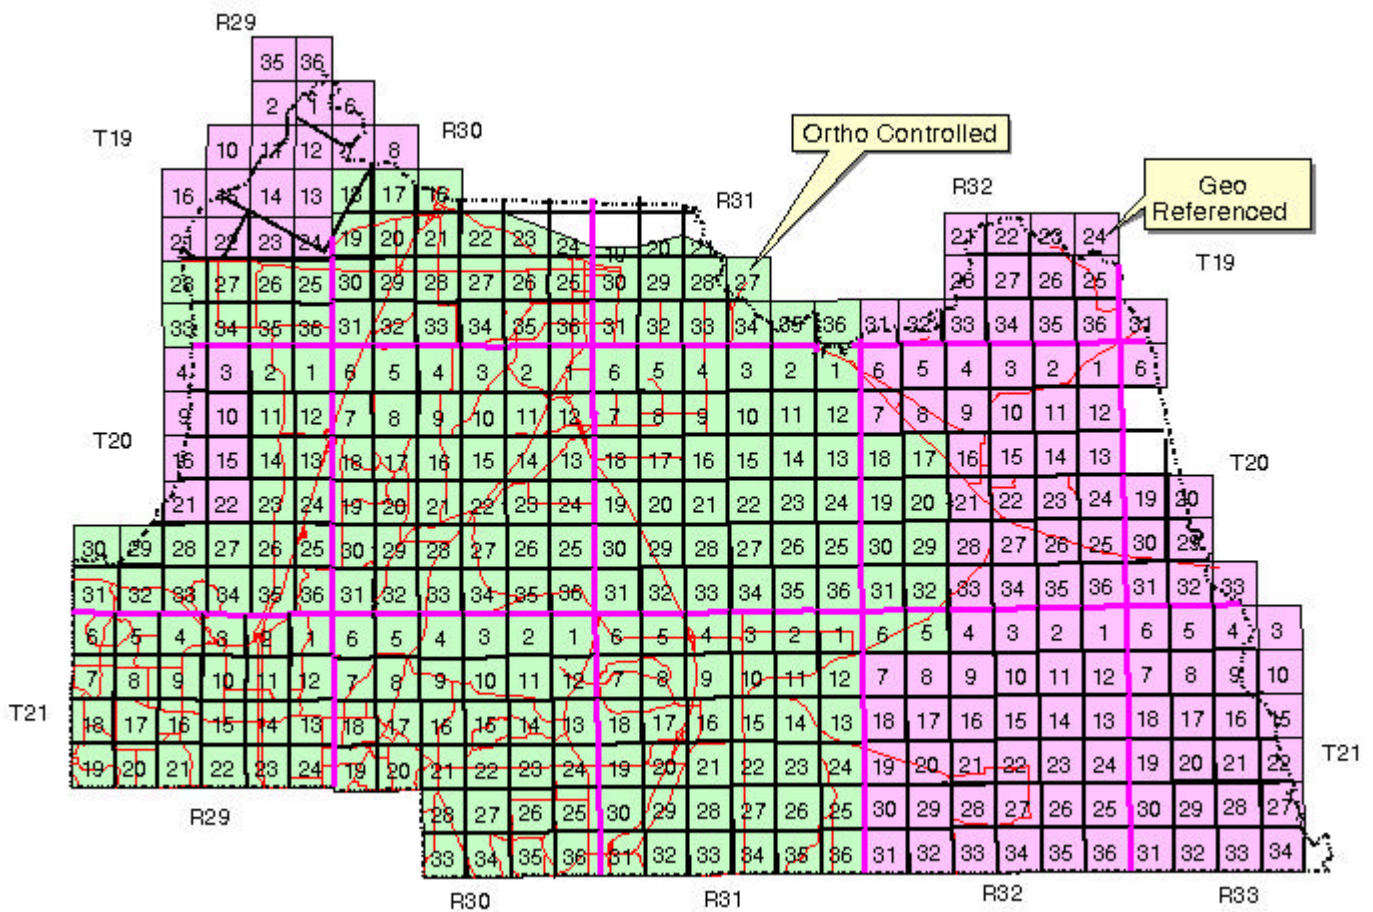 R29
35 36
2 1 6
R30
T19
Ortho Controlled
10 11 12 7 8
Geo
Referenced
R32
R31
16 15 14 13 18 17 16
21 22 23 24 19 20 21 22 23 24 19 20 21 22 23 24
T19
28 27 26 25 30 29 28 27 26 25 30 29 28 27 28 27 26 25
33 34 35 36 31 32 33 34 35 36 31 32 33 34 35 36 31 32 33 34 35 36 31
4 3 2 1 6 5 4 3 2 1 6 5 4 3 2 1 6 5 4 3 2 1 6
9 10 11 12 7 8 9 10 11 12 7 8 9 10 11 12 7 8 9 10 11 12
T20
16 15 14 13 18 17 16 15 14 13 18 17 16 15 14 13 18 17 16 15 14 13
T20
21 22 23 24 19 20 21 22 23 24 19 20 21 22 23 24 19 20 21 22 23 24 19 20
30 29 28 27 26 25 30 29 28 27 26 25 30 29 28 27 26 25 30 29 28 27 26 25 30 29
31 32 33 34 35 36 31 32 33 34 35 36 31 32 33 34 35 36 31 32 33 34 35 36 31 32 33
6 5 4 3 2 1 6 5 4 3 2 1 6 5 4 3 2 1 6 5 4 3 2 1 6 5 4 3
7 8 9 10 11 12 7 8 9 10 11 12 7 8 9 10 11 12 7 8 9 10 11 12 7 8 9 10
T21
18 17 16 15 14 13 18 17 16 15 14 13 18 17 16 15 14 13 18 17 16 15 14 13 18 17 16 15
T21
19 20 21 22 23 24 19 20 21 22 23 24 19 20 21 22 23 24 19 20 21 22 23 24 19 20 21 22
28 27 26 25 30 29 28 27 26 25 30 29 28 27 26 25 30 29 28 27
R29
33 34 35 36 31 32 33 34 35 36 31 32 33 34 35 36 31 32 33 34
R30 R31 R32 R33